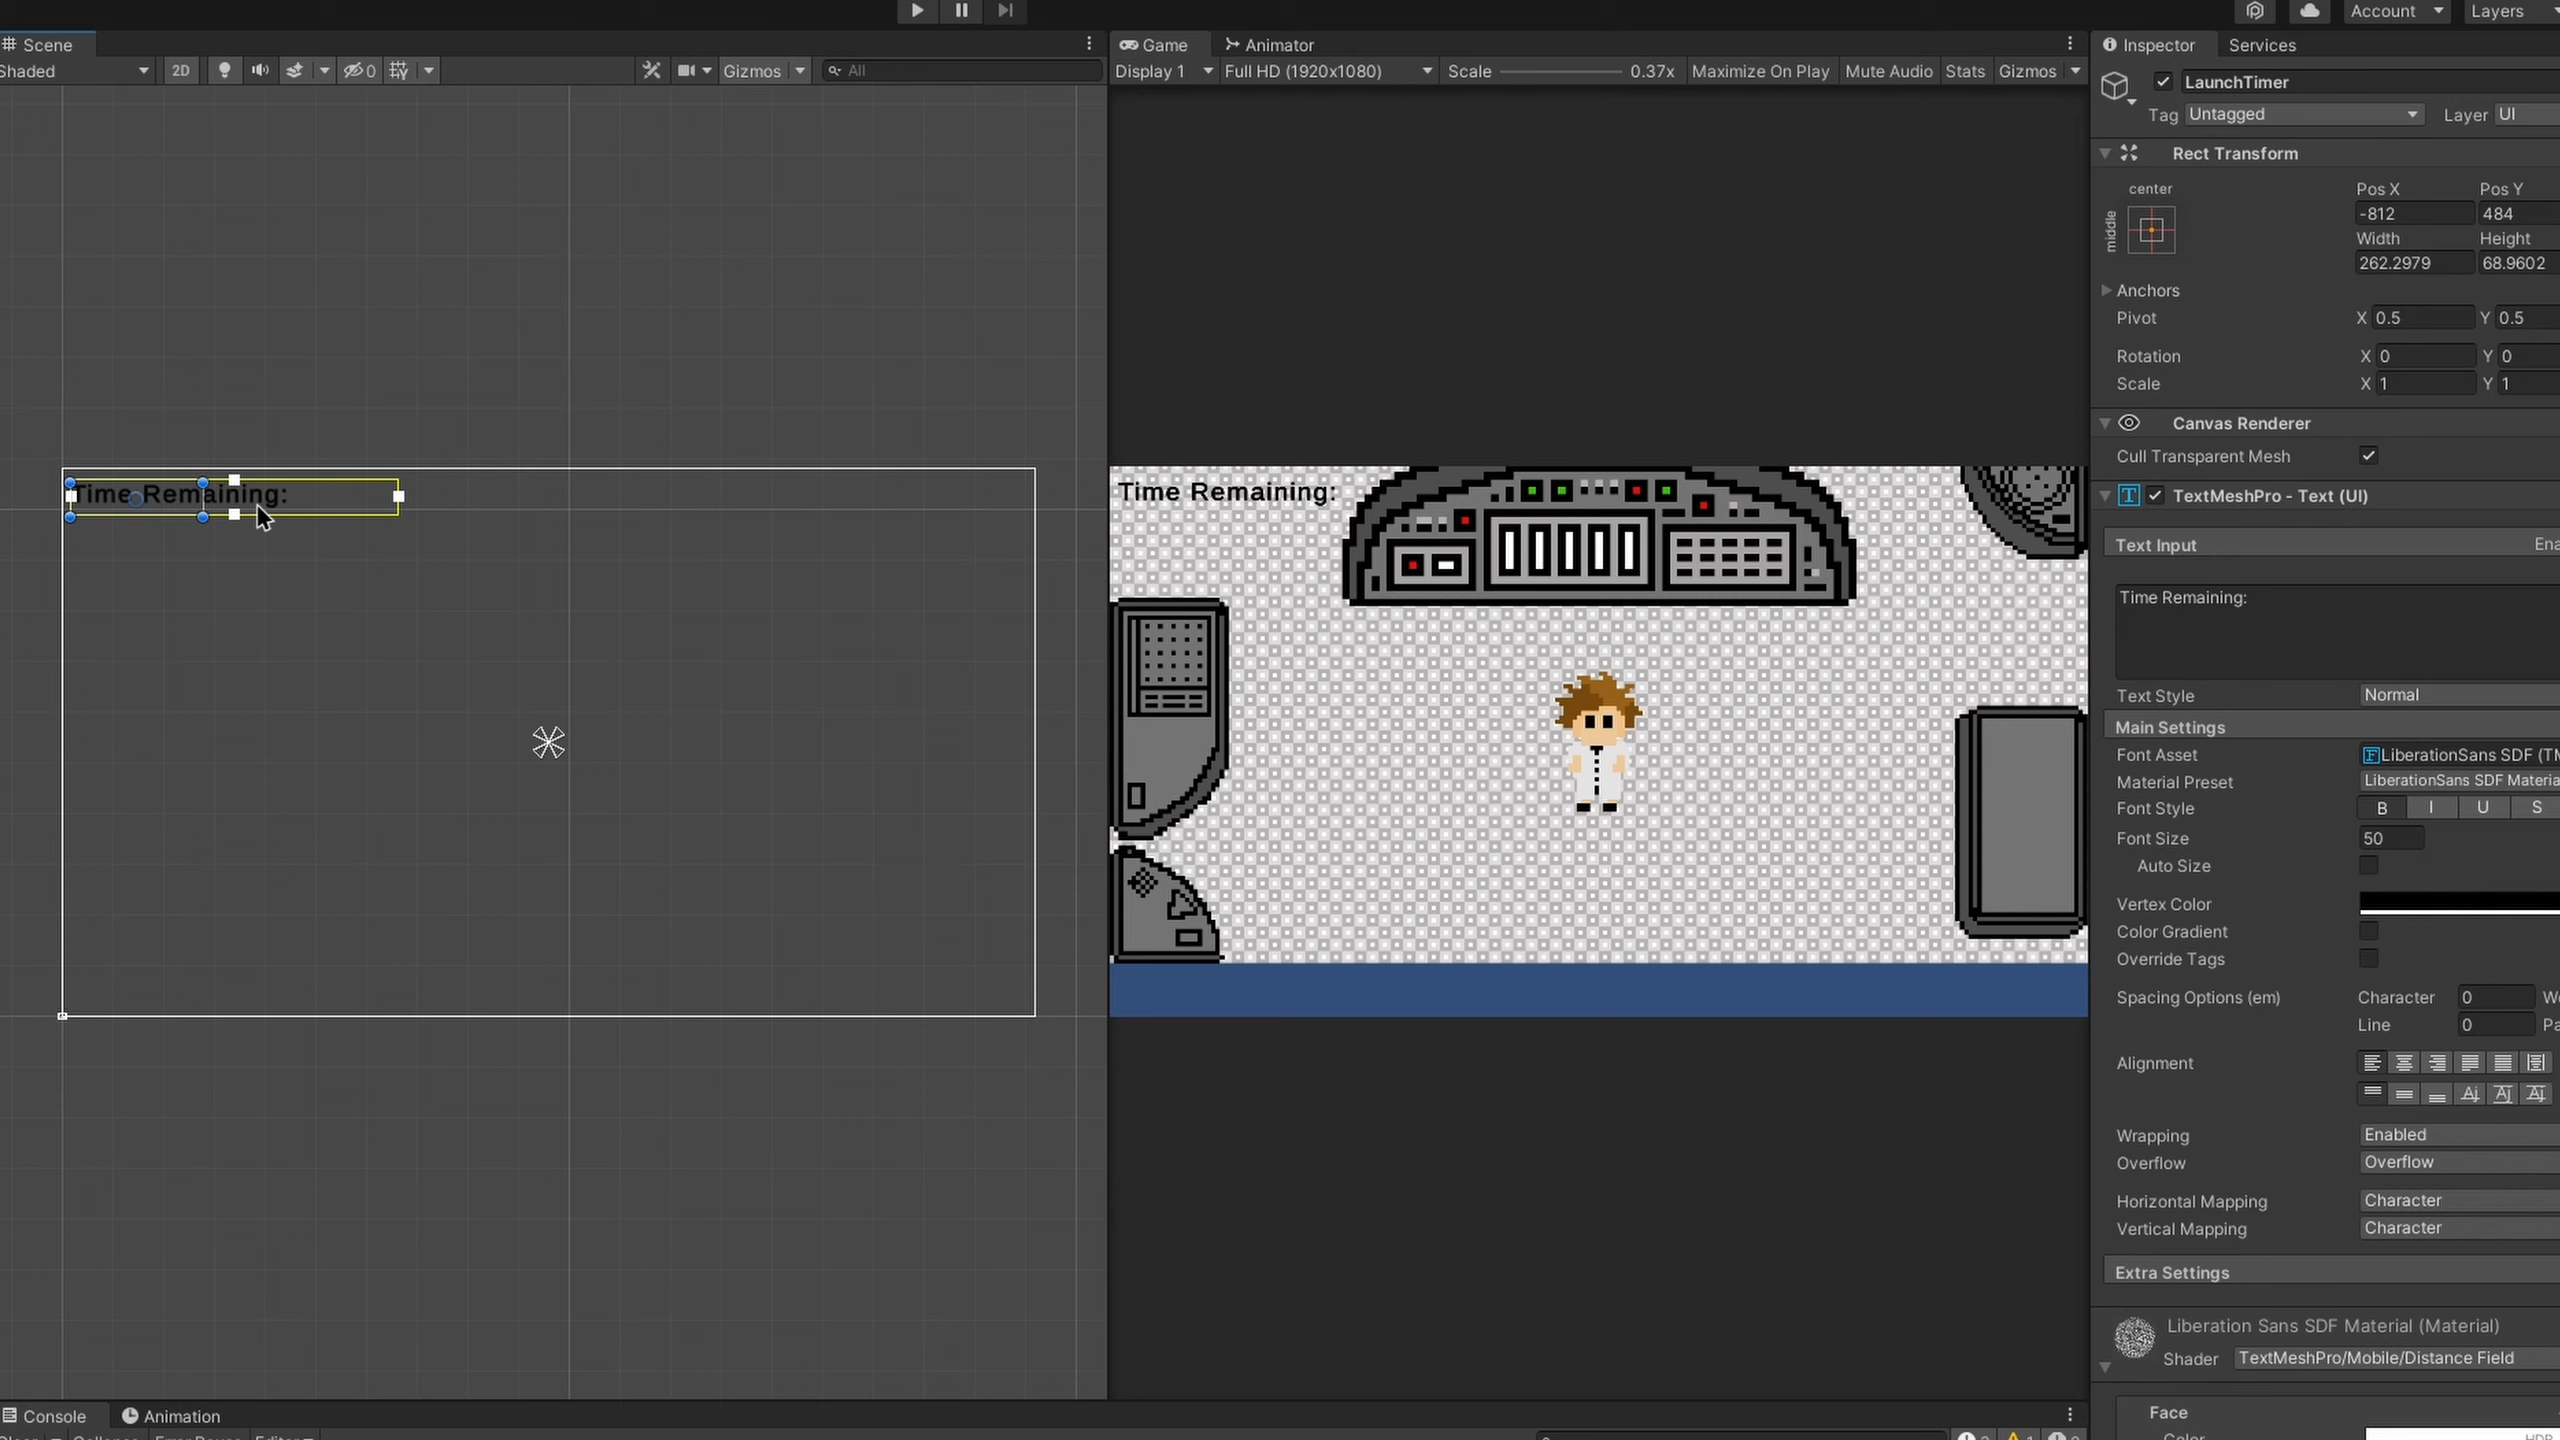 Account
Layers
Scene
Game
Animator
Inspector
Services
Shaded
2D
0
Gizmos
All
Display 1
Full HD (1920x1080)
Scale
0.37x
Maximize On Play
Mute Audio
Stats
Gizmos
LaunchTimer
Tag
Untagged
Layer
UI
Rect Transform
center
Pos X
Pos Y
middle
-812
484
Width
Height
262.2979
68.9602
Anchors
Pivot
X 0.5
Y 0.5
Rotation
X 0
Y 0
Scale
X 1
Y 1
Canvas Renderer
Cull Transparent Mesh
TextMeshPro - Text (UI)
Time Remaining:
Time Remaining:
Text Input
Ena
Time Remaining:
Text Style
Normal
Main Settings
Font Asset
LiberationSans SDF (TM
Material Preset
LiberationSans SDF Materia
Font Style
B I U S
Font Size
50
Auto Size
Vertex Color
Color Gradient
Override Tags
Spacing Options (em)
Character
0
Line
0
Alignment
Wrapping
Enabled
Overflow
Overflow
Horizontal Mapping
Character
Vertical Mapping
Character
Extra Settings
Liberation Sans SDF Material (Material)
Shader
TextMeshPro/Mobile/Distance Field
Console
Animation
Face
Color
HDR